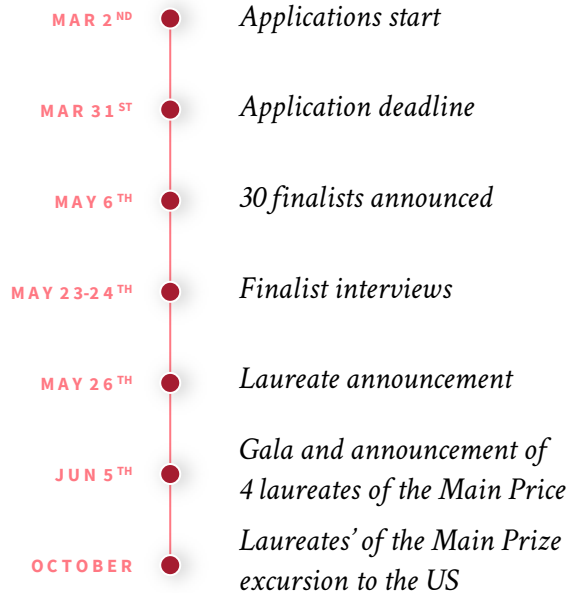 MAR 2ND
Applications start
MAR 31ST
Application deadline
MAY 6TH
30 finalists announced
MAY 23-24TH
Finalist interviews
MAY 26TH
Laureate announcement
JUN 5TH
Gala and announcement of
4 laureates of the Main Price
OCTOBER
Laureates’ of the Main Prize
excursion to the US